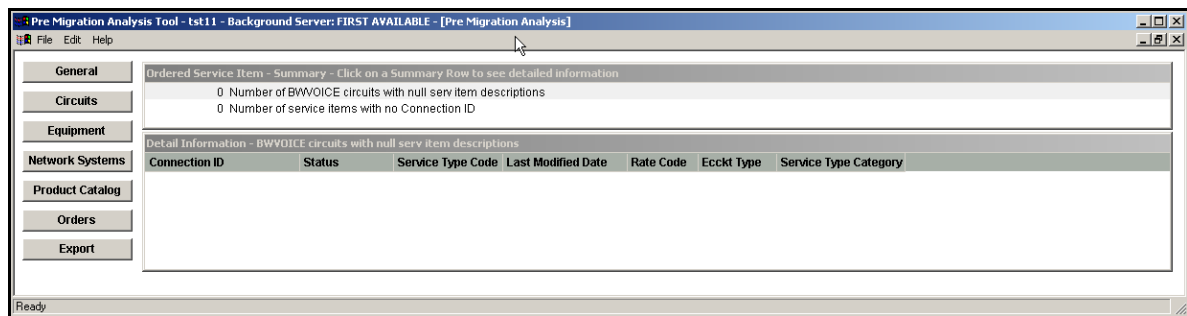 Pre Migration Analysis Tool - tst11 - Background Server: FIRST AVAILABLE - [Pre Migration Analysis]
File Edit Help
General
Circuits
Equipment
Network Systems
Product Catalog
Orders
Export
Ordered Service Item - Summary - Click on a Summary Row to see detailed information
0 Number of BWVOICE circuits with null serv item descriptions
0 Number of service items with no Connection ID
Detail Information - BWVOICE circuits with null serv item descriptions
Connection ID Status Service Type Code Last Modified Date Rate Code Ecckt Type Service Type Category
Ready